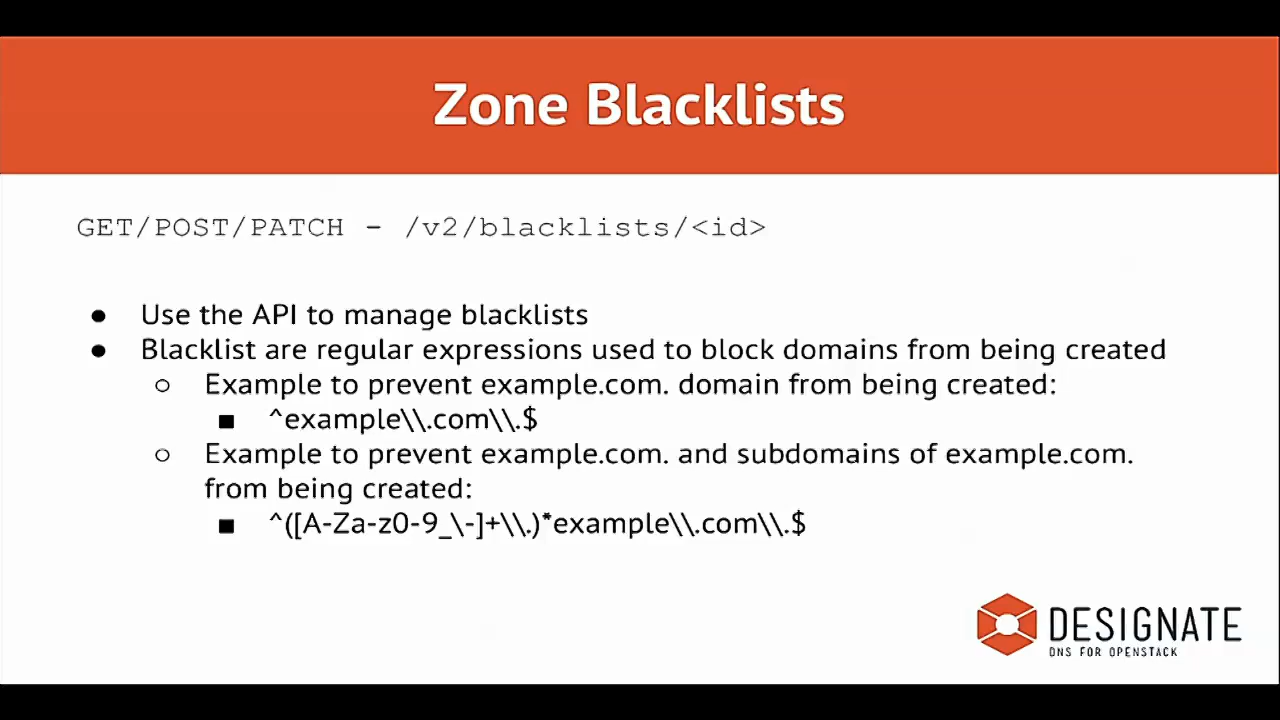 Zone Blacklists
GET/POST/PATCH - /v2/blacklists/<id>
● Use the API to manage blacklists
● Blacklist are regular expressions used to block domains from being created
○ Example to prevent example.com. domain from being created:
■ ^example\\.com\\.$
○ Example to prevent example.com. and subdomains of example.com.
from being created:
■ ^([A-Za-z0-9_\-]+\\.)*example\\.com\\.$
DESIGNATE
DNS FOR OPENSTACK